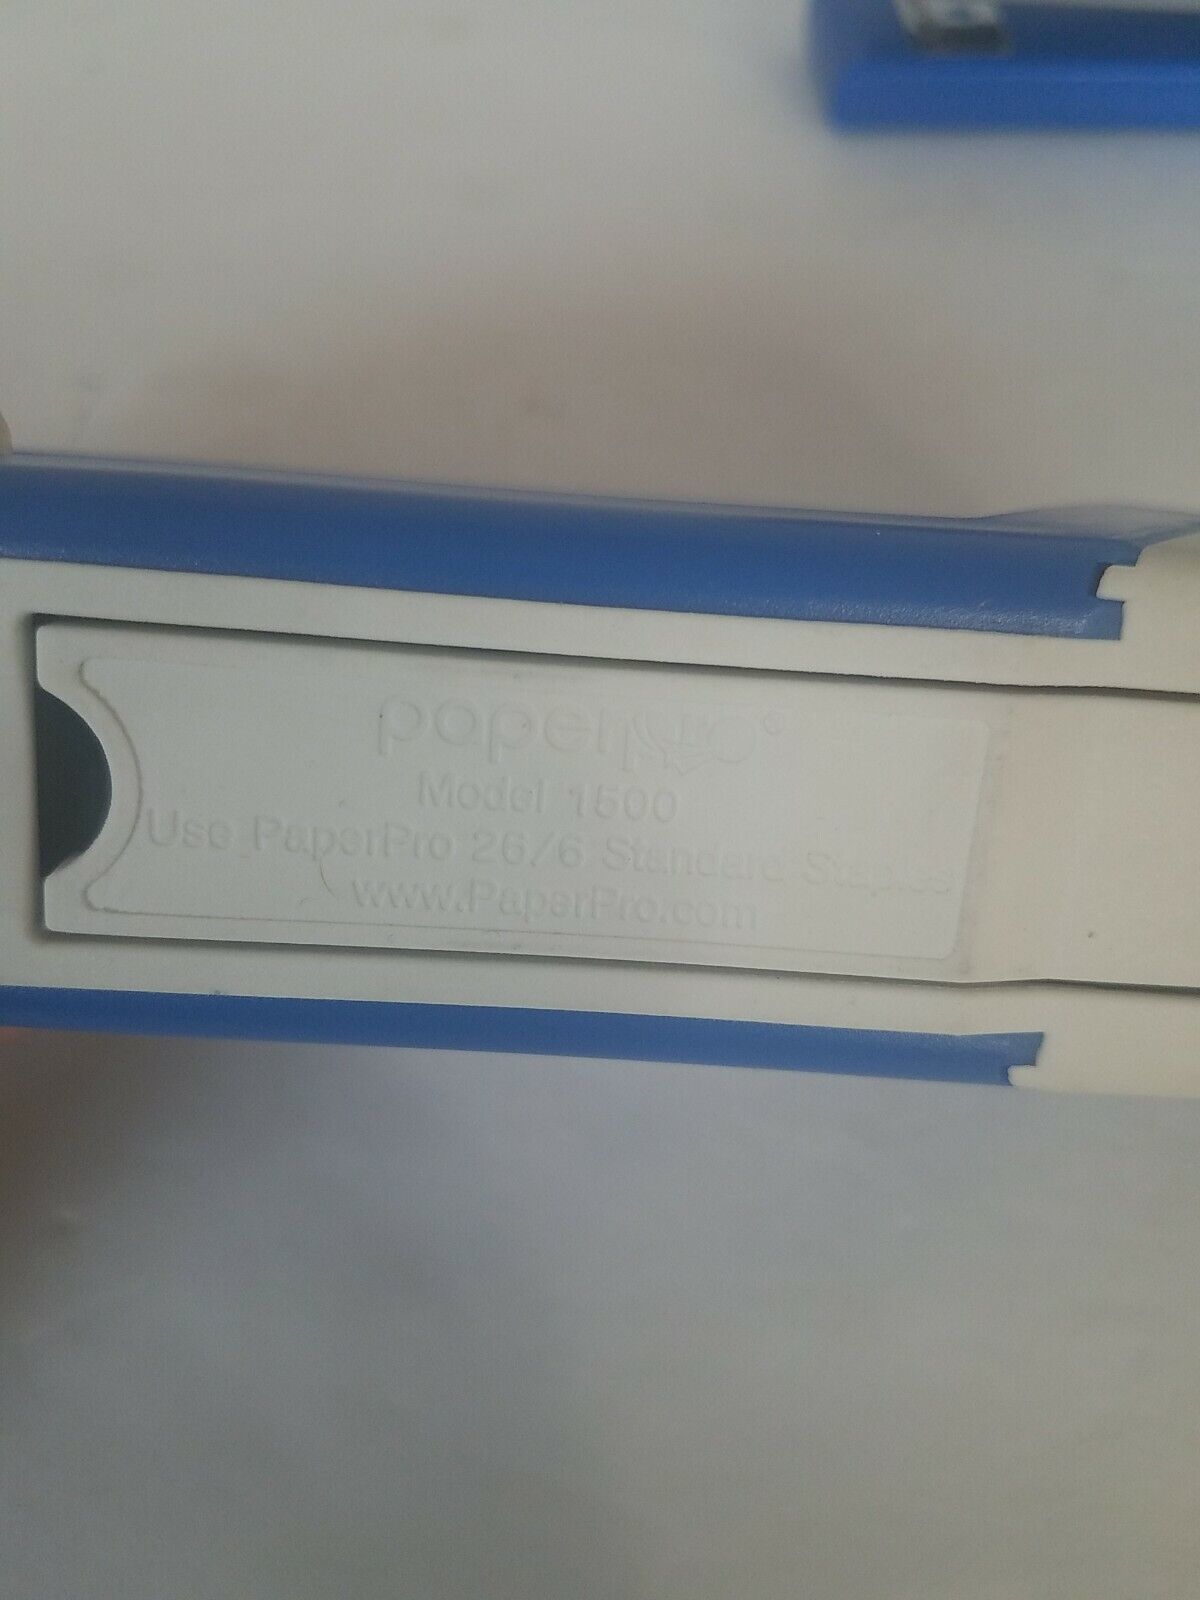 paperpro®
Model 1500
Use PaperPro 26/6 Standard Staples
www.PaperPro.com